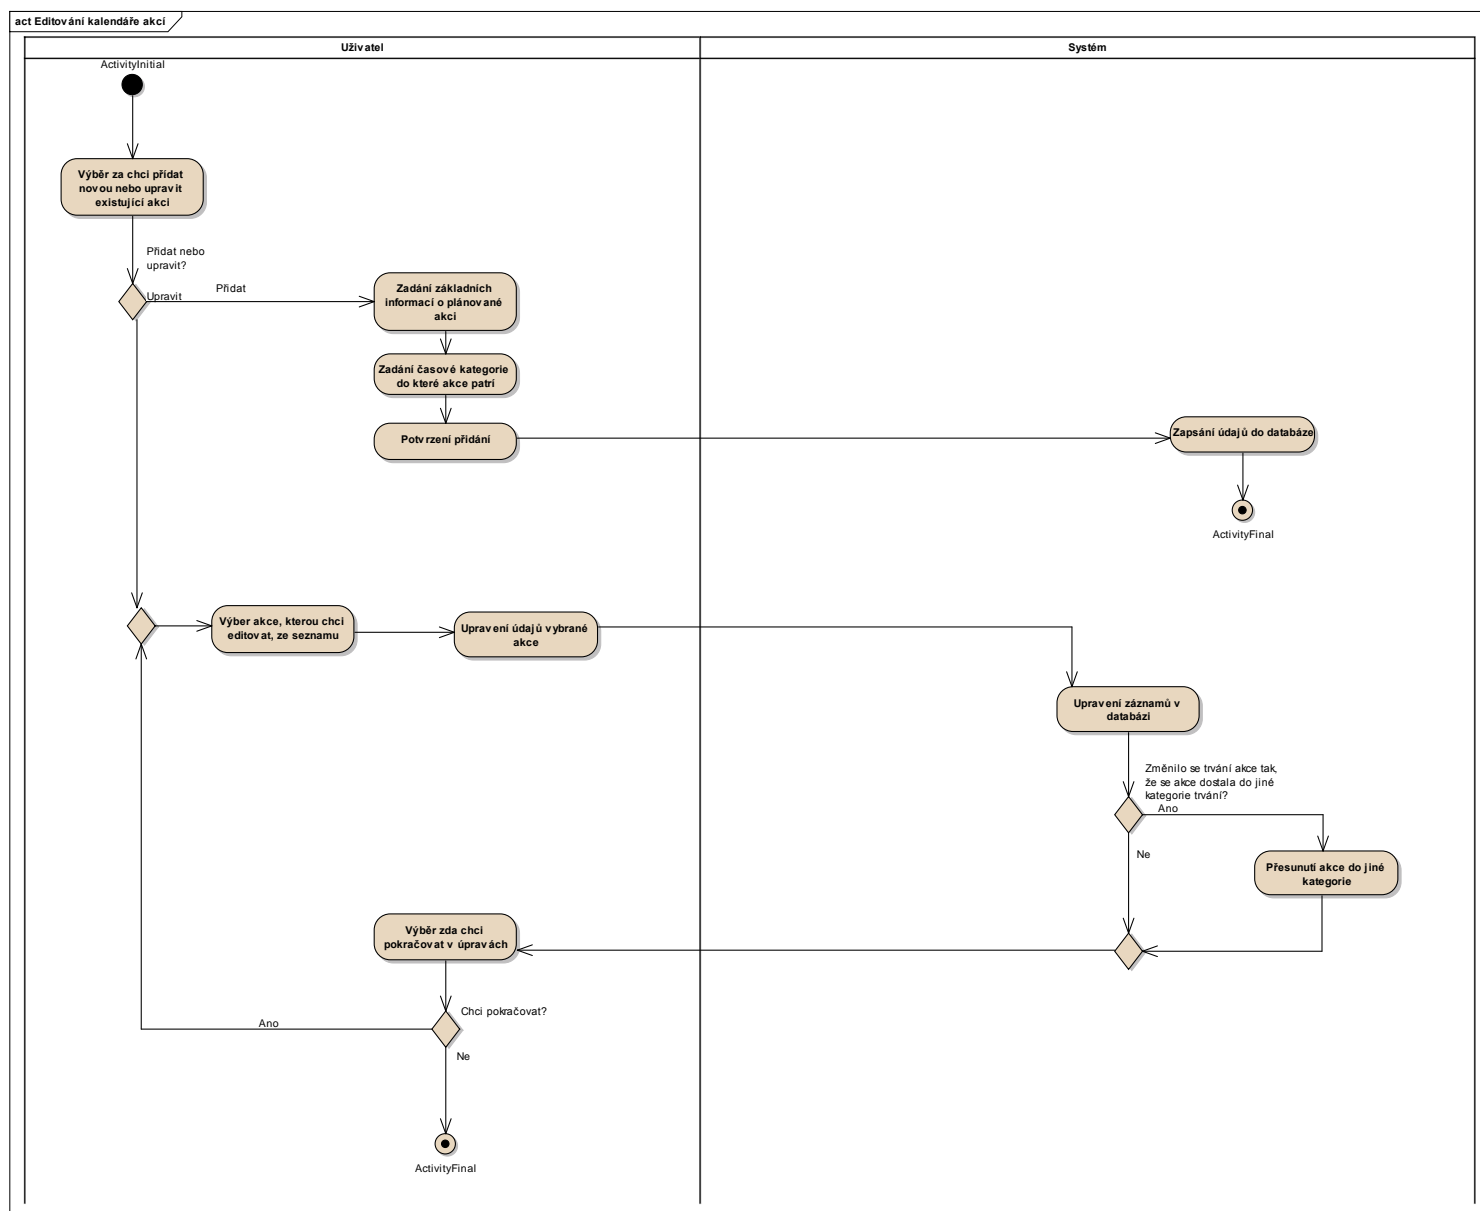 act Editování kalendáře akcí
Uživatel
Systém
ActivityInitial
Výběr za chci přídat
novou nebo upravit
existující akci
Přidat nebo
upravit?
Upravit
Přidat
Zadání základních
informací o plánované
akci
Zadání časové kategorie
do které akce patří
Potvrzení přidání
Zapsání údajů do databáze
ActivityFinal
Výber akce, kterou chci
editovat, ze seznamu
Upravení údajů vybrané
akce
Upravení záznamů v
databázi
Změnilo se trvání akce tak,
že se akce dostala do jiné
kategorie trvání?
Ano
Ne
Přesunutí akce do jiné
kategorie
Výběr zda chci
pokračovat v úpravách
Chci pokračovat?
Ano
Ne
ActivityFinal